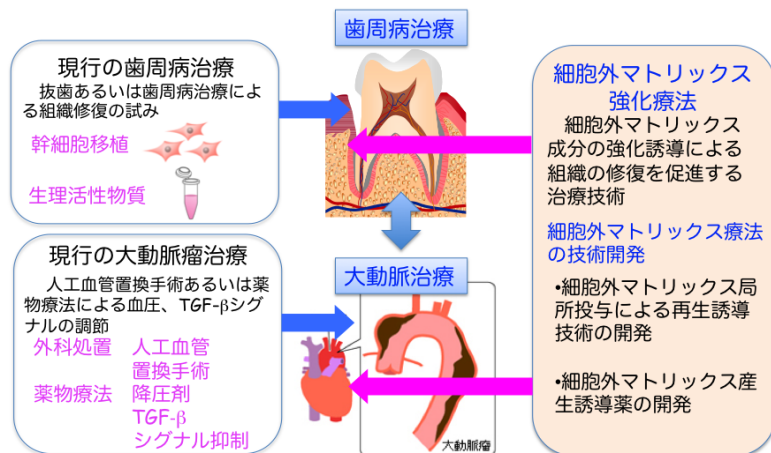 歯周病治療
現行の歯周病治療
抜歯あるいは歯周病治療によ
る組織修復の試み
幹細胞移植
生理活性物質
現行の大動脈瘤治療
人工血管置換手術あるいは薬
物療法による血圧、TGF-βシグ
ナルの調節
外科処置 人工血管
置換手術
薬物療法 降圧剤
TGF-β
シグナル抑制
大動脈治療
大動脈瘤
細胞外マトリックス
強化療法
細胞外マトリックス
成分の強化誘導による
組織の修復を促進する
治療技術
細胞外マトリックス療法
の技術開発
•細胞外マトリックス局
所投与による再生誘導
技術の開発
•細胞外マトリックス産
生誘導薬の開発